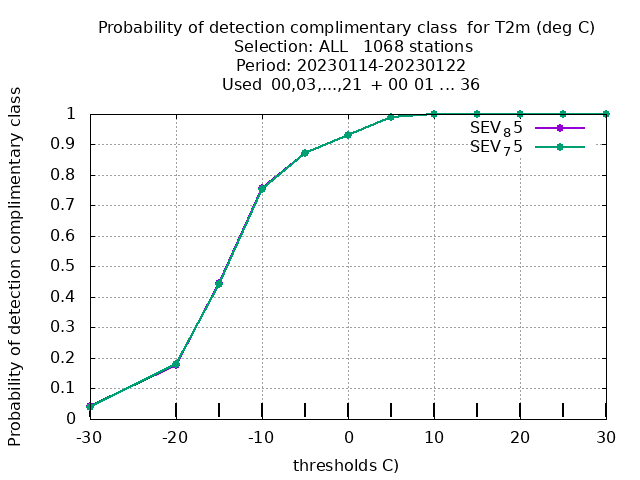 Probability of detection complimentary class  for T2m (deg C)
Selection: ALL   1068 stations
Period: 20230114-20230122
Used  00,03,...,21  + 00 01 ... 36
Probability of detection complimentary class
1
0.9
0.8
0.7
0.6
0.5
0.4
0.3
0.2
0.1
0
SEV₈5
SEV₇5
-30
-20
-10
0
10
20
30
thresholds C)